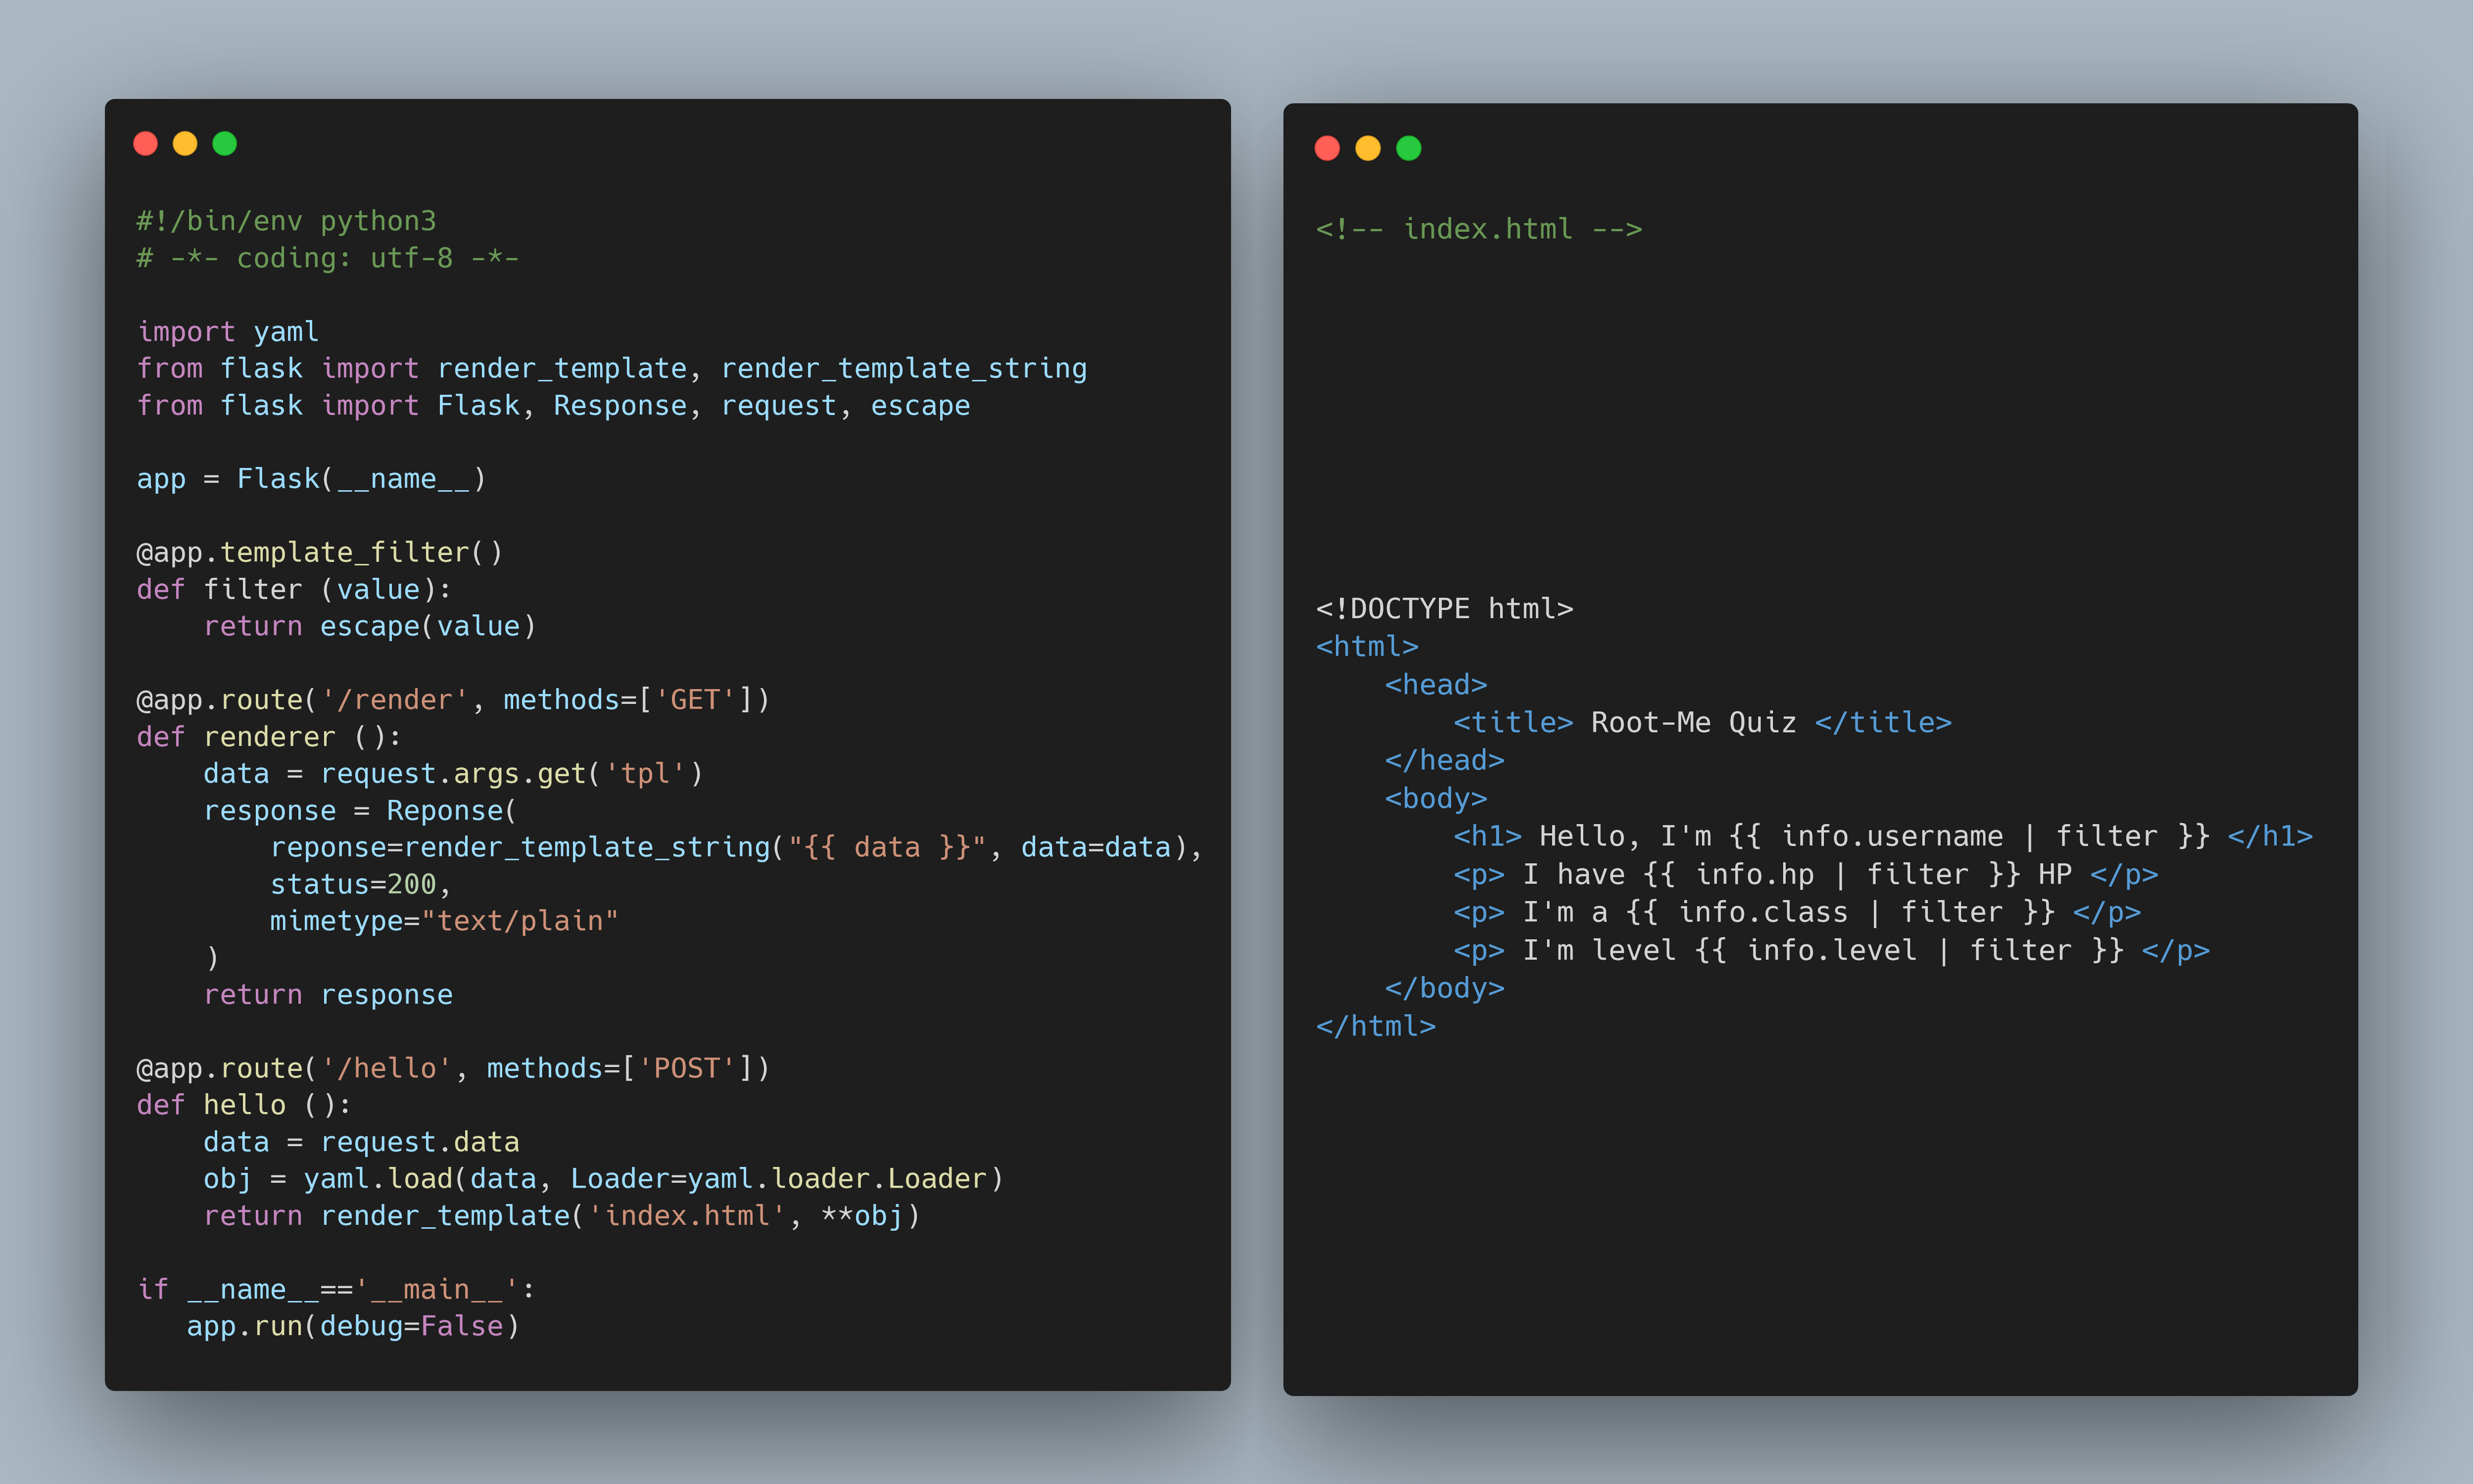 #!/bin/env python3
# -*- coding: utf-8 -*-
import yaml
from flask import render_template, render_template_string
from flask import Flask, Response, request, escape
app = Flask(__name__)
@app.template_filter()
def filter (value):
    return escape(value)
@app.route('/render', methods=['GET'])
def renderer ():
    data = request.args.get('tpl')
    response = Reponse(
        reponse=render_template_string("{{ data }}", data=data),
        status=200,
        mimetype="text/plain"
    )
    return response
@app.route('/hello', methods=['POST'])
def hello ():
    data = request.data
    obj = yaml.load(data, Loader=yaml.loader.Loader)
    return render_template('index.html', **obj)
if __name__=='__main__':
   app.run(debug=False)
<!-- index.html -->
<!DOCTYPE html>
<html>
    <head>
        <title> Root-Me Quiz </title>
    </head>
    <body>
        <h1> Hello, I'm {{ info.username | filter }} </h1>
        <p> I have {{ info.hp | filter }} HP </p>
        <p> I'm a {{ info.class | filter }} </p>
        <p> I'm level {{ info.level | filter }} </p>
    </body>
</html>